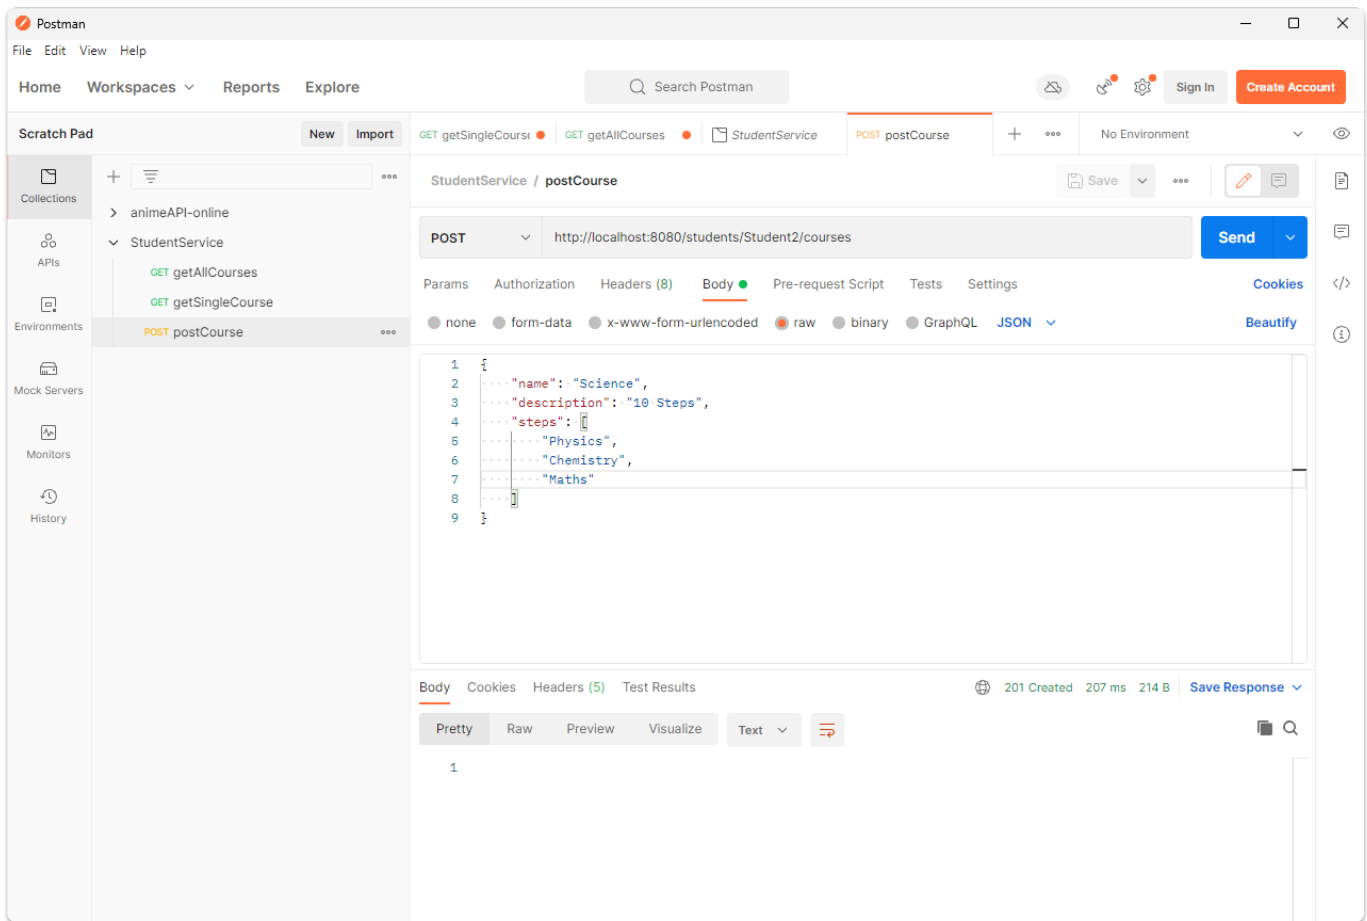 Postman
File Edit View Help
Home Workspaces Reports Explore Search Postman Sign In Create Account
Scratch Pad New Import
GET getSingleCourse GET getAllCourses StudentService POST postCourse No Environment
Collections
APIs
Environments
Mock Servers
Monitors
History
animeAPI-online
StudentService
GET getAllCourses
GET getSingleCourse
POST postCourse
StudentService / postCourse Save
POST http://localhost:8080/students/Student2/courses Send
Params Authorization Headers (8) Body Pre-request Script Tests Settings Cookies
none form-data x-www-form-urlencoded raw binary GraphQL JSON Beautify
1 {
2 "name": "Science",
3 "description": "10 Steps",
4 "steps": [
5 "Physics",
6 "Chemistry",
7 "Maths"
8 ]
9 }
Body Cookies Headers (5) Test Results 201 Created 207 ms 214 B Save Response
Pretty Raw Preview Visualize Text
1